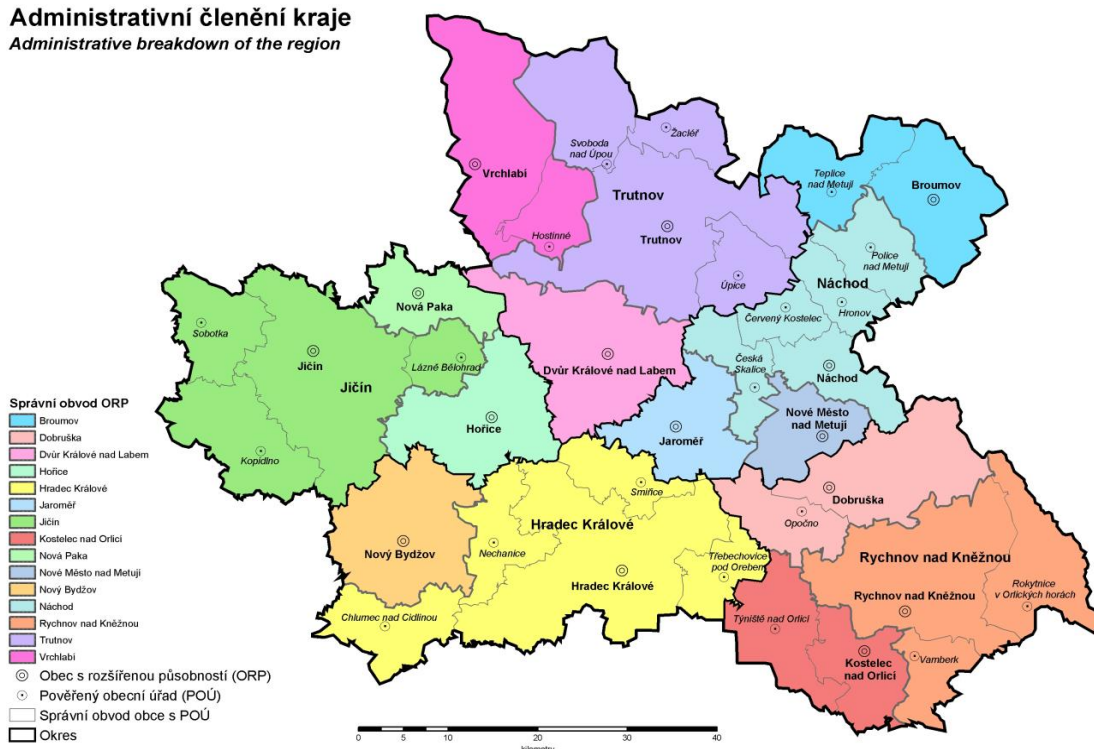 Administrativní členění kraje
Administrative breakdown of the region
Žacléř
Svoboda
nad Úpou
Vrchlabí
Teplice
nad Metují
Broumov
Trutnov
Trutnov
Hostinné
Police
nad Metují
Úpice
Náchod
Nová Paka
Červený Kostelec
Hronov
Sobotka
Jičín
Lázně Bělohrad
Dvůr Králové nad Labem
Česká
Skalice
Náchod
Jičín
Nové Město
nad Metují
Hořice
Jaroměř
Kopidlno
Smiřice
Dobruška
Opočno
Hradec Králové
Nechanice
Nový Bydžov
Třebechovice
pod Orebem
Rychnov nad Kněžnou
Hradec Králové
Rokytnice
v Orlických horách
Rychnov nad Kněžnou
Chlumec nad Cidlinou
Týniště nad Orlicí
Vamberk
Kostelec
nad Orlicí
Správní obvod ORP
Broumov
Dobruška
Dvůr Králové nad Labem
Hořice
Hradec Králové
Jaroměř
Jičín
Kostelec nad Orlicí
Nová Paka
Nové Město nad Metují
Nový Bydžov
Náchod
Rychnov nad Kněžnou
Trutnov
Vrchlabí
Obec s rozšířenou působností (ORP)
Pověřený obecní úřad (POÚ)
Správní obvod obce s POÚ
Okres
0 5 10 20 30 40